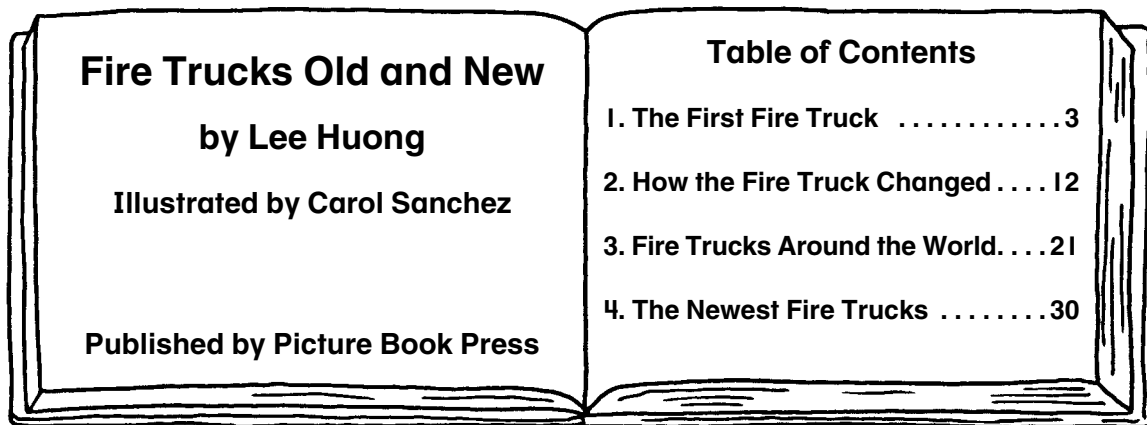 Fire Trucks Old and New
by Lee Huong
Illustrated by Carol Sanchez
Published by Picture Book Press
Table of Contents
1. The First Fire Truck . . . . . . . . . . . . 3
2. How the Fire Truck Changed . . . . 12
3. Fire Trucks Around the World. . . . 21
4. The Newest Fire Trucks . . . . . . . . 30